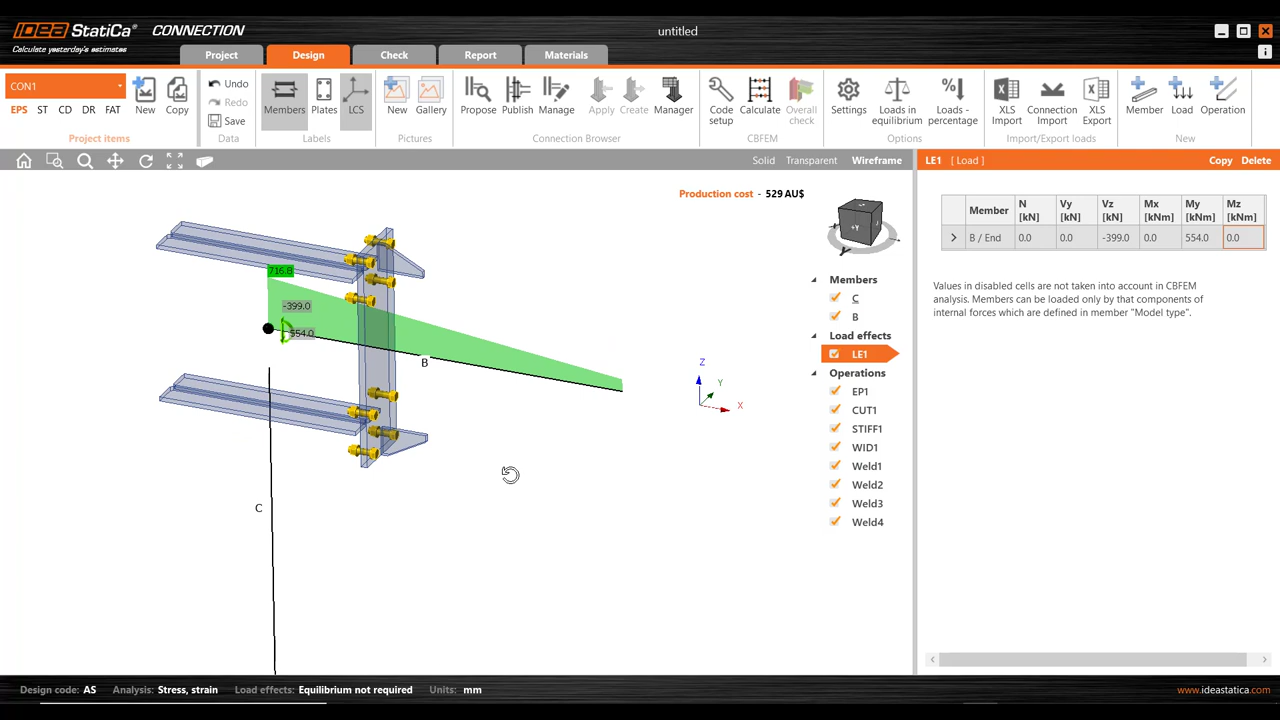 IDEA StatiCa® CONNECTION
Calculate yesterday's estimates
untitled
i
Project Design Check Report Materials
CON1
EPS ST CD DR FAT
New Copy
Undo
Redo
Save
Members Plates LCS
New Gallery
Propose Publish Manage Apply Create Manager
Code setup Calculate Overall check
Settings Loads in equilibrium Loads - percentage
XLS Import Connection Import XLS Export
Member Load Operation
Project items Data Labels Pictures Connection Browser CBFEM Options Import/Export loads New
Solid Transparent Wireframe
LE1 [ Load ] Copy Delete
Production cost - 529 AU$
+Y
Member N [kN] Vy [kN] Vz [kN] Mx [kNm] My [kNm] Mz [kNm]
B / End 0.0 0.0 -399.0 0.0 554.0 0.0
Values in disabled cells are not taken into account in CBFEM
analysis. Members can be loaded only by that components of
internal forces which are defined in member "Model type".
Members
C
B
Load effects
LE1
Operations
EP1
CUT1
STIFF1
WID1
Weld1
Weld2
Weld3
Weld4
716.8
-399.0
554.0
B
C
Z
Y
X
Design code: AS Analysis: Stress, strain Load effects: Equilibrium not required Units: mm
www.ideastatica.com